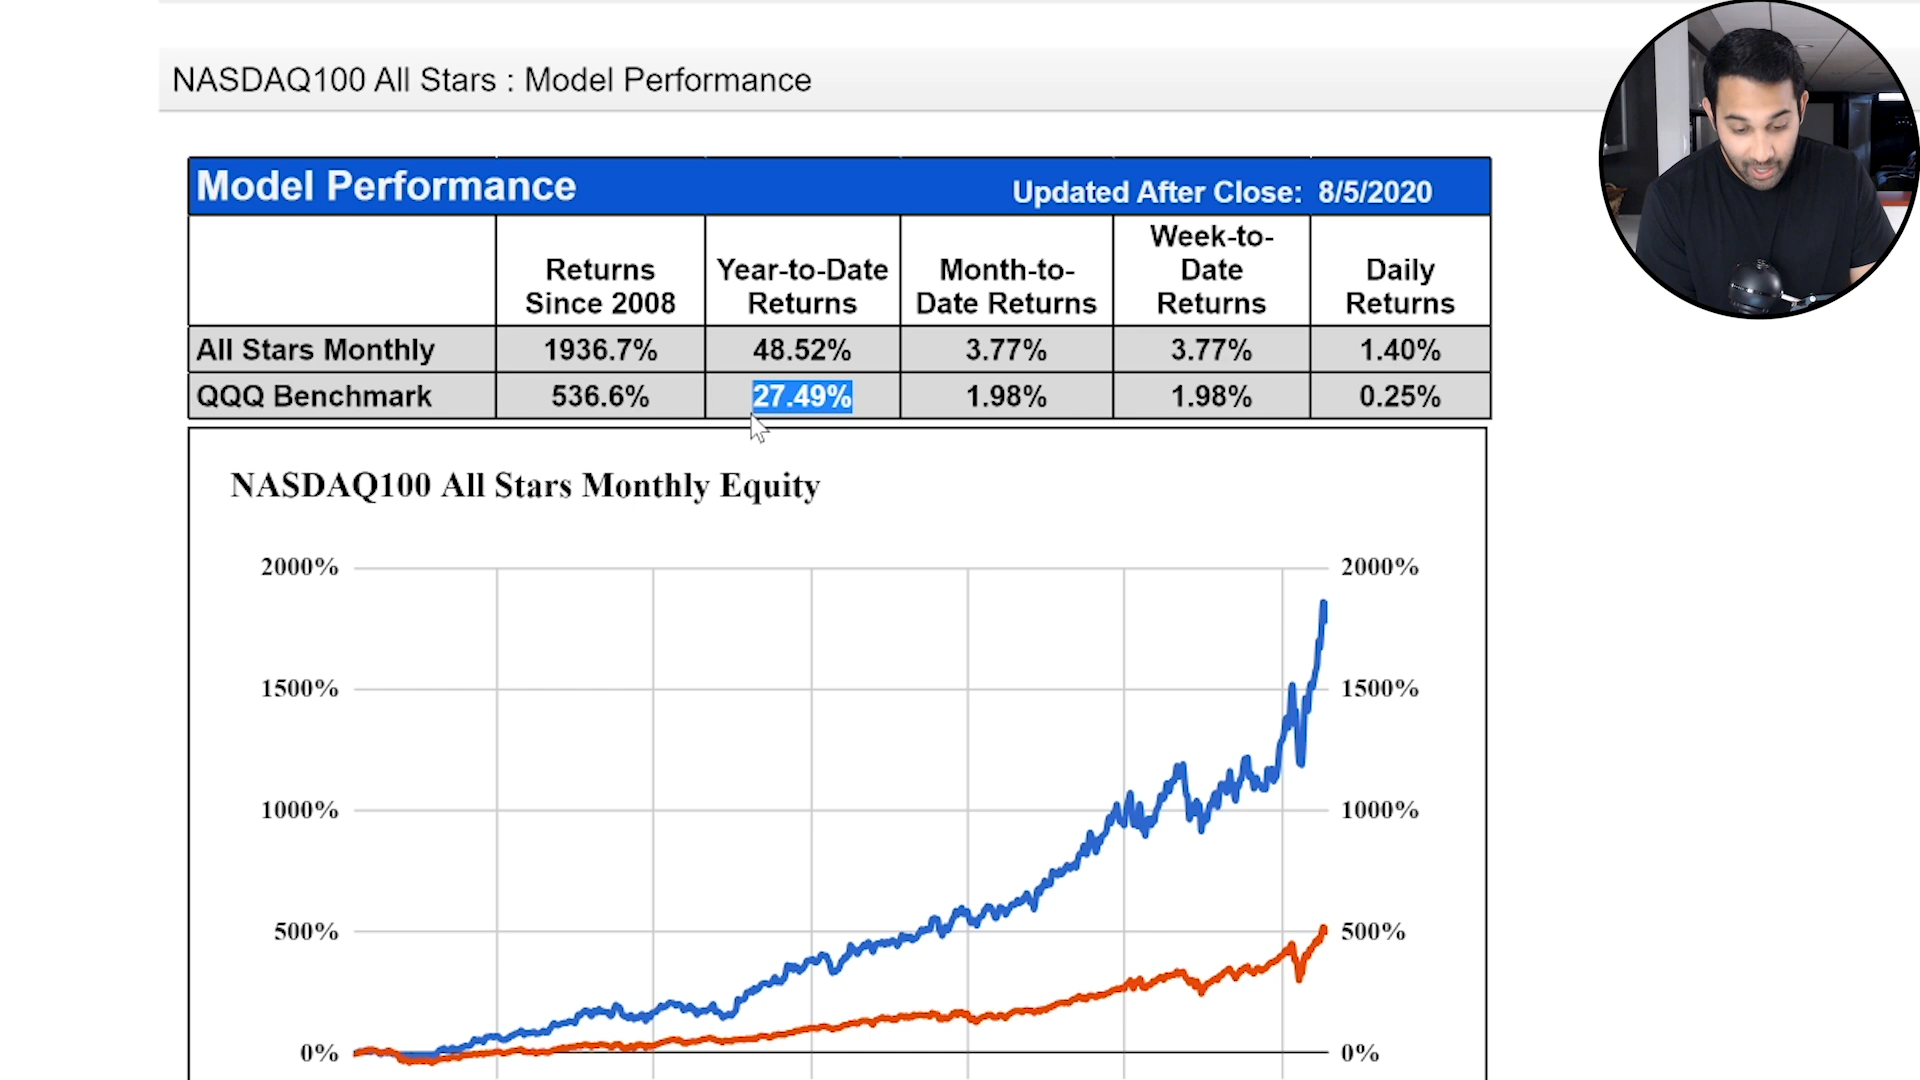 NASDAQ100 All Stars : Model Performance
Model Performance
Updated After Close: 8/5/2020
Returns Since 2008
Year-to-Date Returns
Month-to-Date Returns
Week-to-Date Returns
Daily Returns
All Stars Monthly 1936.7% 48.52% 3.77% 3.77% 1.40%
QQQ Benchmark 536.6% 27.49% 1.98% 1.98% 0.25%
NASDAQ100 All Stars Monthly Equity
2000% 2000%
1500% 1500%
1000% 1000%
500% 500%
0% 0%